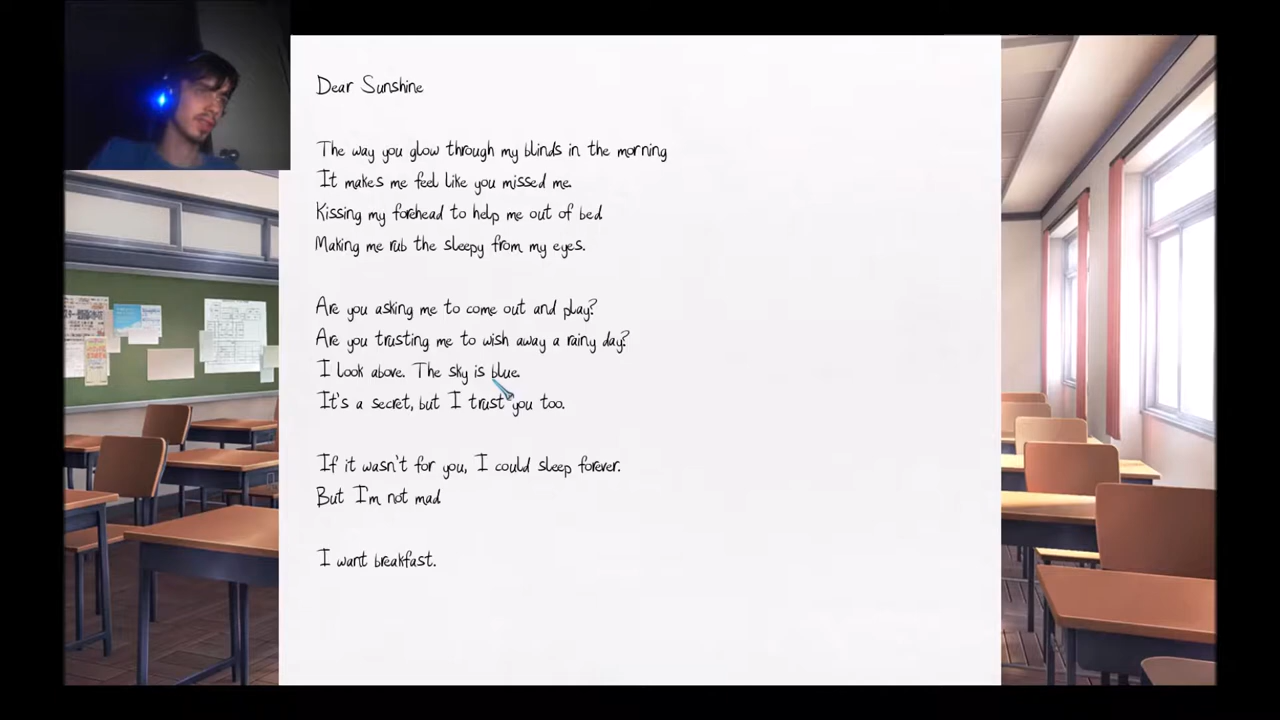 Dear Sunshine
The way you glow through my blinds in the morning
It makes me feel like you missed me.
Kissing my forehead to help me out of bed
Making me rub the sleepy from my eyes.
Are you asking me to come out and play?
Are you trusting me to wish away a rainy day?
I look above. The sky is blue.
It's a secret, but I trust you too.
If it wasn't for you, I could sleep forever.
But I'm not mad
I want breakfast.